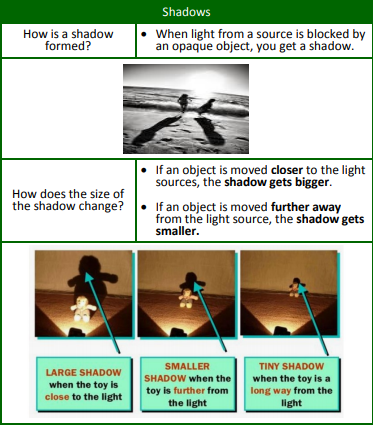 Shadows
How is a shadow
formed?
• When light from a source is blocked by
an opaque object, you get a shadow.
How does the size of
the shadow change?
• If an object is moved closer to the light
sources, the shadow gets bigger.
• If an object is moved further away
from the light source, the shadow gets
smaller.
LARGE SHADOW
when the toy is
close to the light
SMALLER
SHADOW when the
toy is further from
the light
TINY SHADOW
when the toy is a
long way from the
light